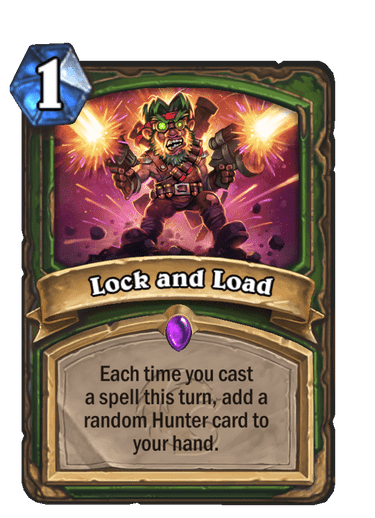 1
Lock and Load
Each time you cast
a spell this turn, add a
random Hunter card to
your hand.